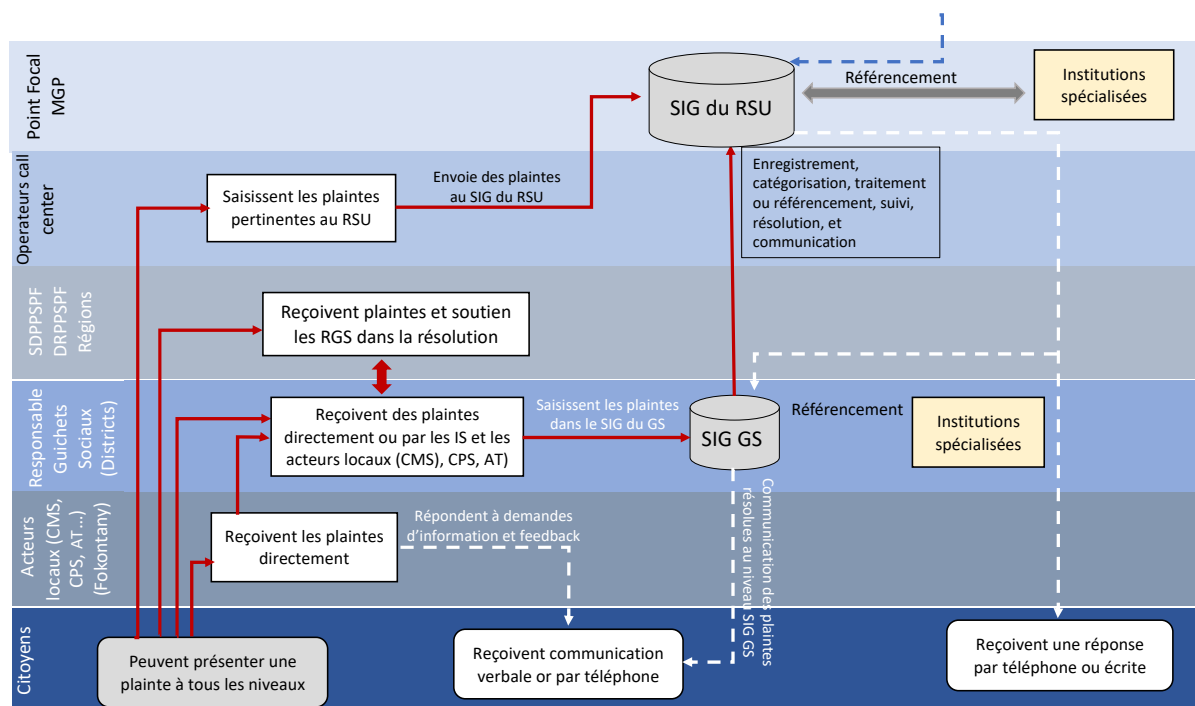 Point Focal
MGP
SIG du RSU
Référencement
Institutions
spécialisées
Operateurs call
center
Saisissent les plaintes
pertinentes au RSU
Envoie des plaintes
au SIG du RSU
Enregistrement,
catégorisation, traitement
ou référencement, suivi,
résolution, et
communication
SDPPSPF
DRPPSPF
Régions
Reçoivent plaintes et soutien
les RGS dans la résolution
Responsable
Guichets
Sociaux
(Districts)
Reçoivent des plaintes
directement ou par les IS et les
acteurs locaux (CMS), CPS, AT)
Saisissent les plaintes
dans le SIG du GS
SIG GS
Référencement
Institutions
spécialisées
Acteurs
locaux (CMS,
CPS, AT...)
(Fokontany)
Reçoivent les plaintes
directement
Répondent à demandes
d'information et feedback
Communication des plaintes
résolues au niveau SIG GS
Citoyens
Peuvent présenter une
plainte à tous les niveaux
Reçoivent communication
verbale or par téléphone
Reçoivent une réponse
par téléphone ou écrite